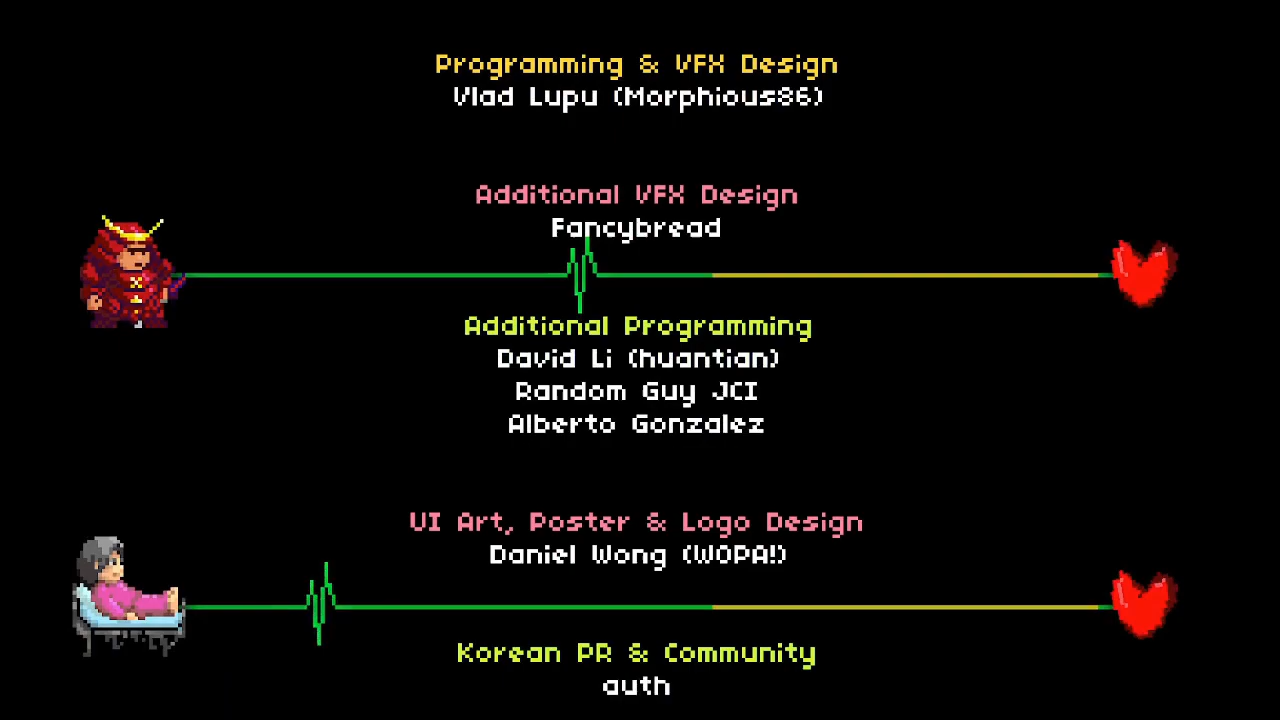 Programming & VFX Design
Vlad Lupu (Morphious86)
Additional VFX Design
Fancybread
Additional Programming
David Li (huantian)
Random Guy JCI
Alberto Gonzalez
UI Art, Poster & Logo Design
Daniel Wong (WOPA!)
Korean PR & Community
auth